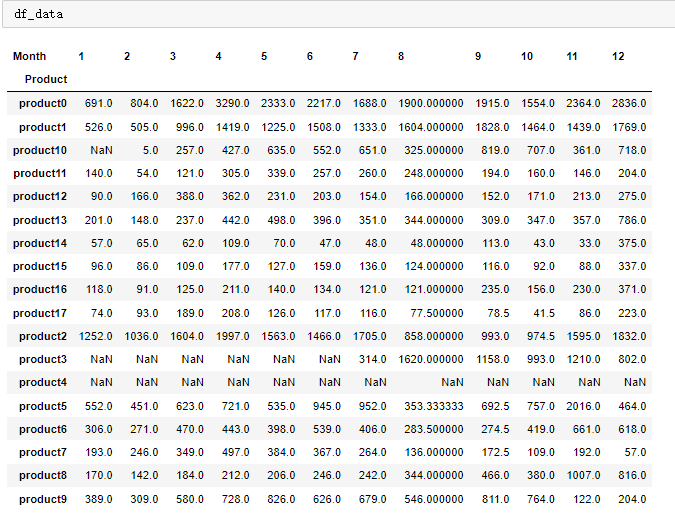 df_data
Month 1 2 3 4 5 6 7 8 9 10 11 12
Product
product0 691.0 804.0 1622.0 3290.0 2333.0 2217.0 1688.0 1900.000000 1915.0 1554.0 2364.0 2836.0
product1 526.0 505.0 996.0 1419.0 1225.0 1508.0 1333.0 1604.000000 1828.0 1464.0 1439.0 1769.0
product10 NaN 5.0 257.0 427.0 635.0 552.0 651.0 325.000000 819.0 707.0 361.0 718.0
product11 140.0 54.0 121.0 305.0 339.0 257.0 260.0 248.000000 194.0 160.0 146.0 204.0
product12 90.0 166.0 388.0 362.0 231.0 203.0 154.0 166.000000 152.0 171.0 213.0 275.0
product13 201.0 148.0 237.0 442.0 498.0 396.0 351.0 344.000000 309.0 347.0 357.0 786.0
product14 57.0 65.0 62.0 109.0 70.0 47.0 48.0 48.000000 113.0 43.0 33.0 375.0
product15 96.0 86.0 109.0 177.0 127.0 159.0 136.0 124.000000 116.0 92.0 88.0 337.0
product16 118.0 91.0 125.0 211.0 140.0 134.0 121.0 121.000000 235.0 156.0 230.0 371.0
product17 74.0 93.0 189.0 208.0 126.0 117.0 116.0 77.500000 78.5 41.5 86.0 223.0
product2 1252.0 1036.0 1604.0 1997.0 1563.0 1466.0 1705.0 858.000000 993.0 974.5 1595.0 1832.0
product3 NaN NaN NaN NaN NaN NaN 314.0 1620.000000 1158.0 993.0 1210.0 802.0
product4 NaN NaN NaN NaN NaN NaN NaN NaN NaN NaN NaN NaN
product5 552.0 451.0 623.0 721.0 535.0 945.0 952.0 353.333333 692.5 757.0 2016.0 464.0
product6 306.0 271.0 470.0 443.0 398.0 539.0 406.0 283.500000 274.5 419.0 661.0 618.0
product7 193.0 246.0 349.0 497.0 384.0 367.0 264.0 136.000000 172.5 109.0 192.0 57.0
product8 170.0 142.0 184.0 212.0 206.0 246.0 242.0 344.000000 466.0 380.0 1007.0 816.0
product9 389.0 309.0 580.0 728.0 826.0 626.0 679.0 546.000000 811.0 764.0 122.0 204.0